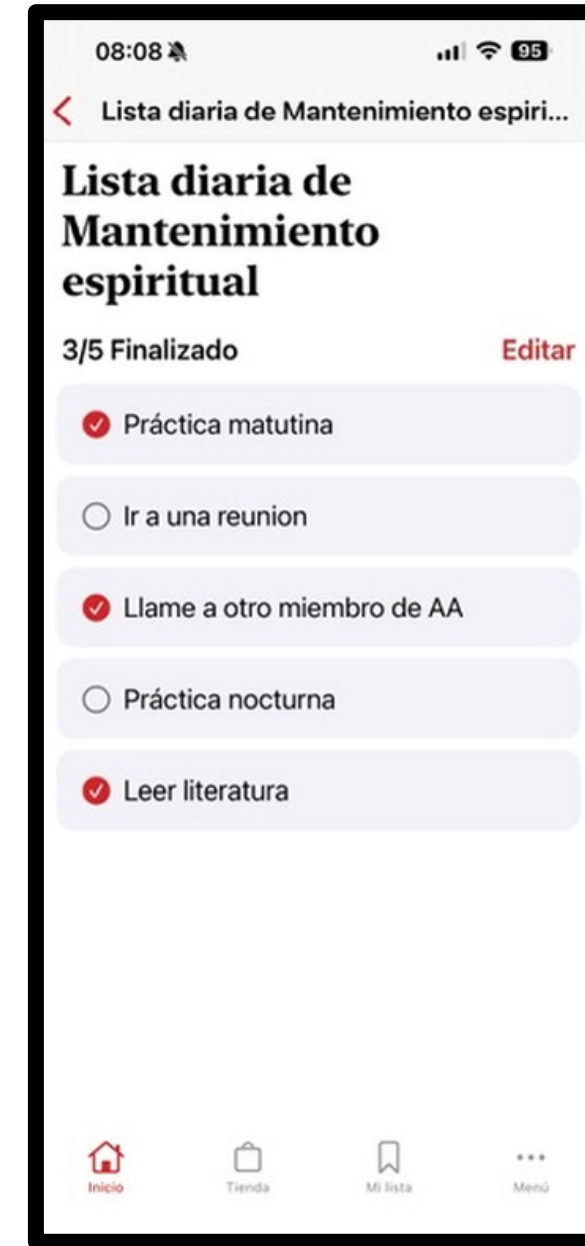 08:08
95
Lista diaria de Mantenimiento espiri...
Lista diaria de
Mantenimiento
espiritual
3/5 Finalizado
Editar
Práctica matutina
Ir a una reunion
Llame a otro miembro de AA
Práctica nocturna
Leer literatura
Inicio
Tienda
Mi lista
Menú